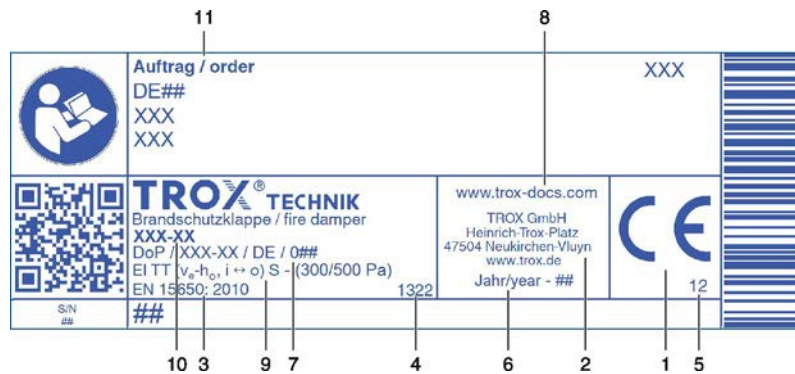 11 8
Auftrag / order XXX
DE##
XXX
XXX
TROX® TECHNIK
Brandschutzklappe / fire damper
XXX-XX
DoP / XXX-XX / DE / 0##
EI TT (vₑ-hₒ, i ↔ o) S - (300/500 Pa)
EN 15650: 2010 1322
www.trox-docs.com
TROX GmbH
Heinrich-Trox-Platz
47504 Neukirchen-Vluyn
www.trox.de
Jahr/year - ##
CE
12
S/N
##
##
10 3 9 7 4 6 2 1 5